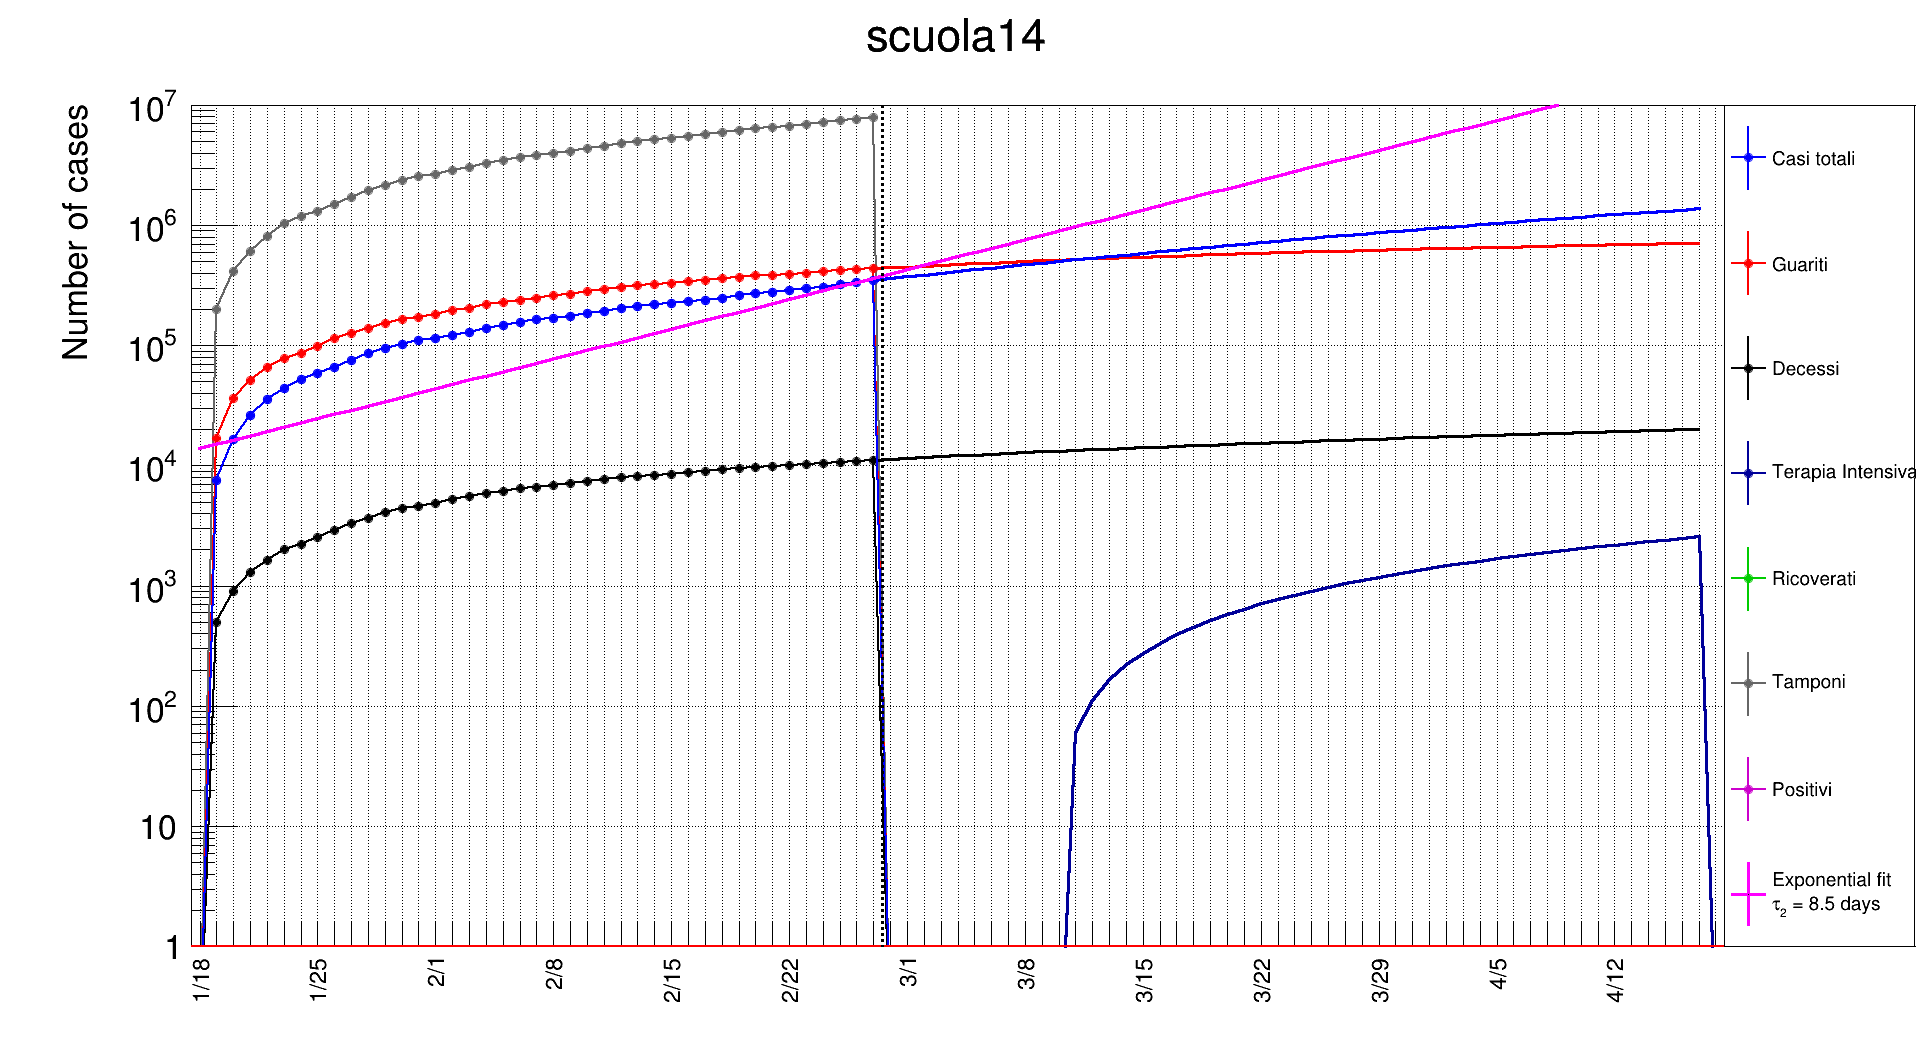 scuola14
Number of cases
10^7
10^6
10^5
10^4
10^3
10^2
10
1
1/18
1/25
2/1
2/8
2/15
2/22
3/1
3/8
3/15
3/22
3/29
4/5
4/12
Casi totali
Guariti
Decessi
Terapia Intensiva
Ricoverati
Tamponi
Positivi
Exponential fit
τ₂ = 8.5 days